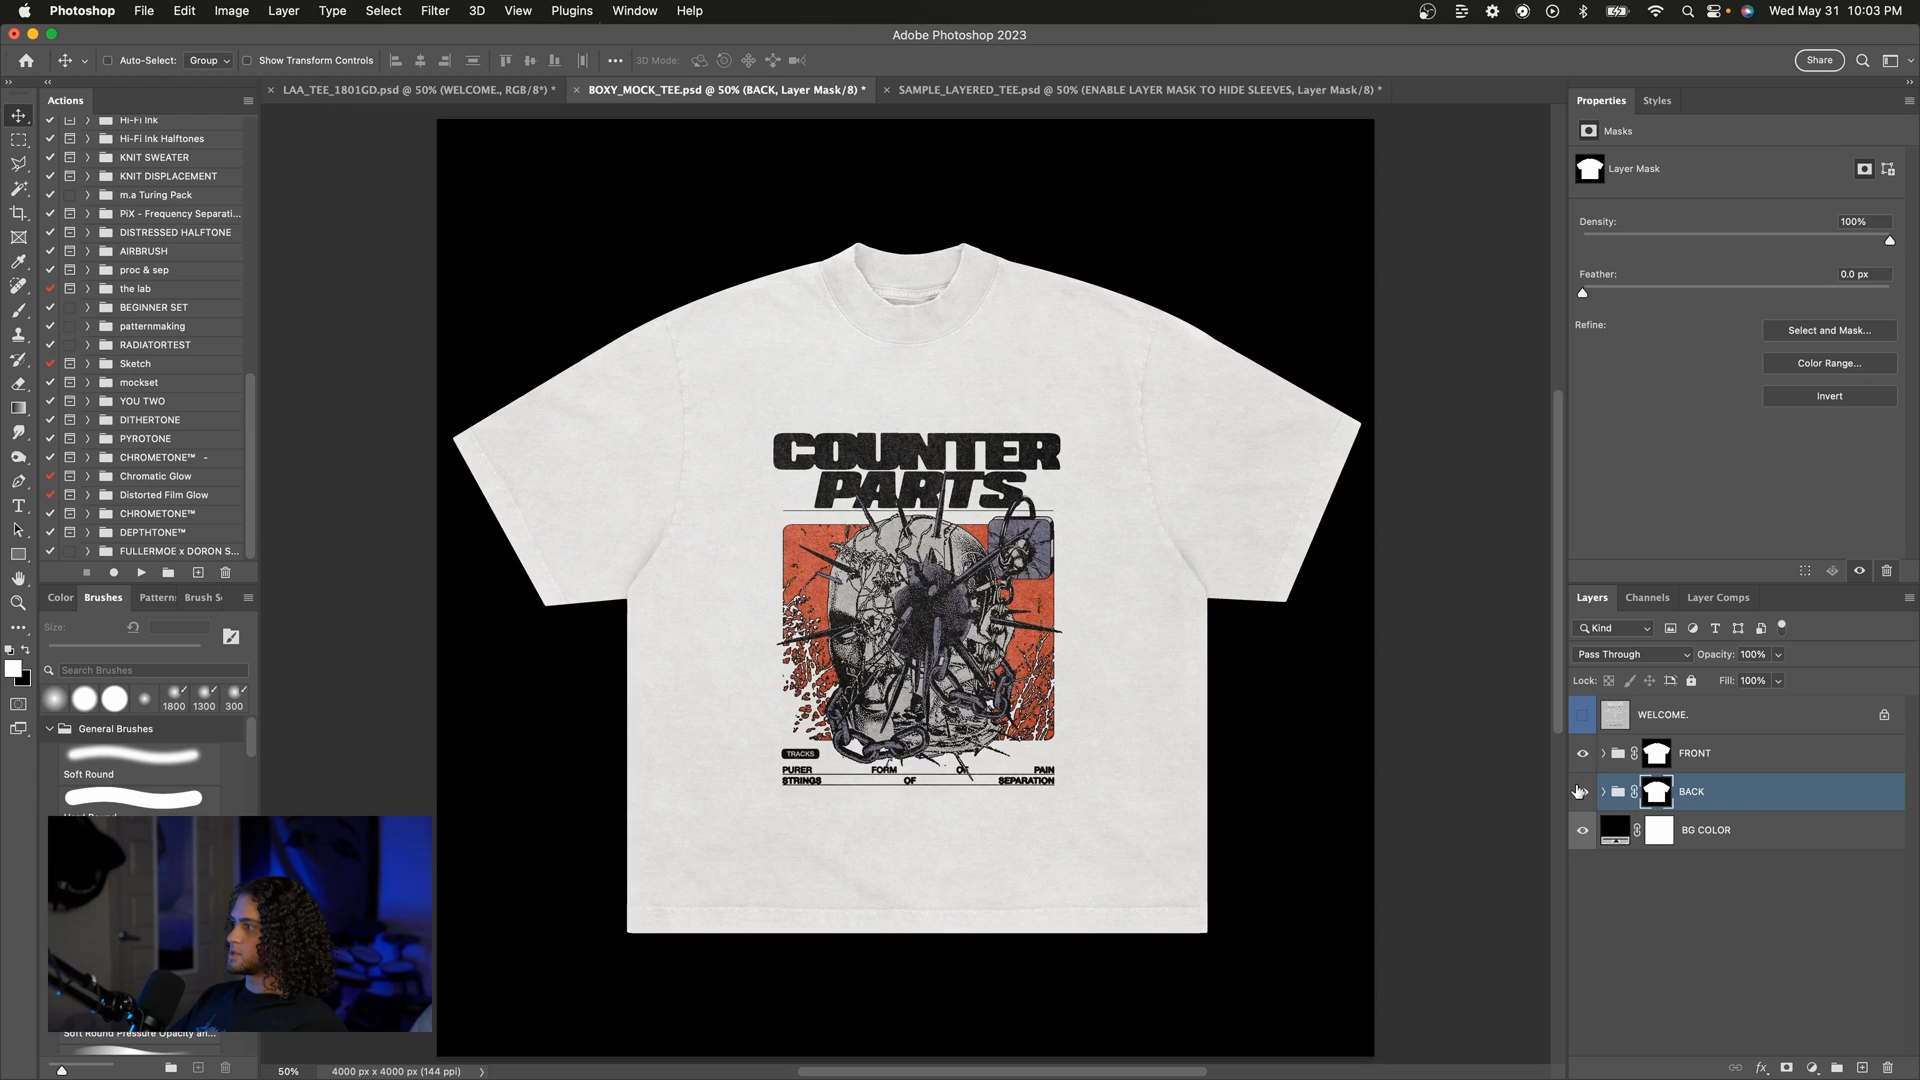 Photoshop File Edit Image Layer Type Select Filter 3D View Plugins Window Help
Wed May 31 10:03 PM
Adobe Photoshop 2023
Auto-Select: Group Show Transform Controls 3D Mode: Share
LAA_TEE_1801GD.psd @ 50% (WELCOME., RGB/8*) *
BOXY_MOCK_TEE.psd @ 50% (BACK, Layer Mask/8) *
SAMPLE_LAYERED_TEE.psd @ 50% (ENABLE LAYER MASK TO HIDE SLEEVES, Layer Mask/8) *
Actions
Hi-Fi Ink
Hi-Fi Ink Halftones
KNIT SWEATER
KNIT DISPLACEMENT
m.a Turing Pack
PiX - Frequency Separati...
DISTRESSED HALFTONE
AIRBRUSH
proc & sep
the lab
BEGINNER SET
patternmaking
RADIATORTEST
Sketch
mockset
YOU TWO
DITHERTONE
PYROTONE
CHROMETONE™ -
Chromatic Glow
Distorted Film Glow
CHROMETONE™
DEPTHTONE™
FULLERMOE x DORON S...
Color Brushes Pattern: Brush S
Size:
Search Brushes
1800 1300 300
General Brushes
Soft Round
Soft Round Pressure Opacity an...
COUNTER
PARTS
TRACKS
PURER FORM OF PAIN
STRINGS OF SEPARATION
50% 4000 px x 4000 px (144 ppi)
Properties Styles
Masks
Layer Mask
Density: 100%
Feather: 0.0 px
Refine: Select and Mask...
Color Range...
Invert
Layers Channels Layer Comps
Kind
Pass Through Opacity: 100%
Lock: Fill: 100%
WELCOME.
FRONT
BACK
BG COLOR